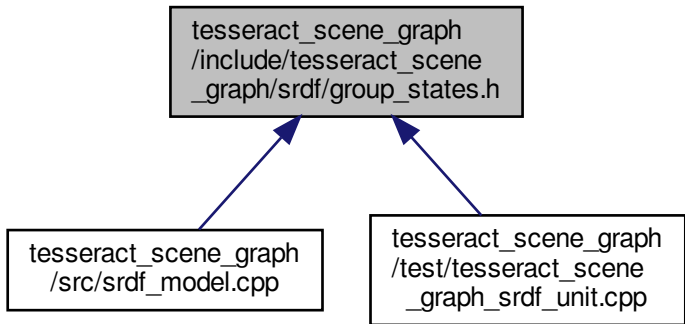 tesseract_scene_graph
/include/tesseract_scene
_graph/srdf/group_states.h
tesseract_scene_graph
/src/srdf_model.cpp
tesseract_scene_graph
/test/tesseract_scene
_graph_srdf_unit.cpp